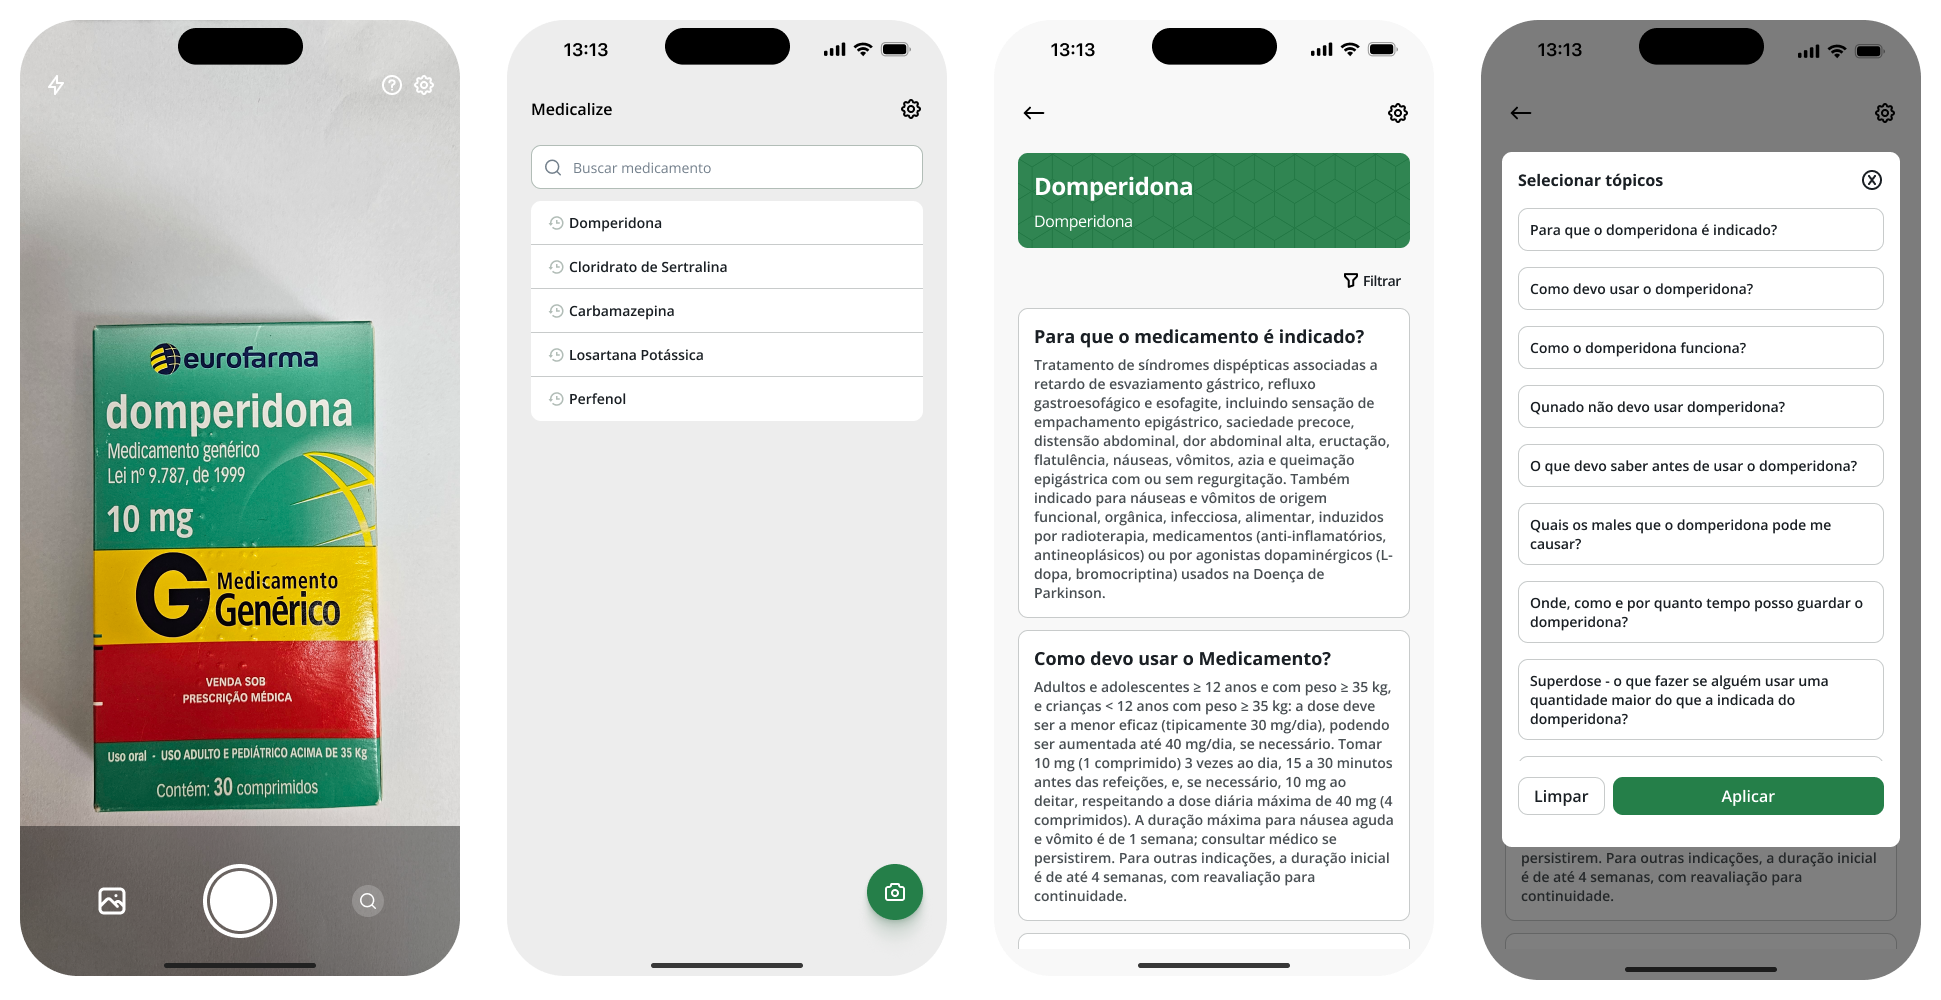 eurofarma
domperidona
Medicamento genérico
Lei nº 9.787, de 1999
10 mg
G Medicamento
Genérico
VENDA SOB
PRESCRIÇÃO MÉDICA
Uso oral - USO ADULTO E PEDIÁTRICO ACIMA DE 35 Kg
Contém: 30 comprimidos
13:13
Medicalize
Buscar medicamento
Domperidona
Cloridrato de Sertralina
Carbamazepina
Losartana Potássica
Perfenol
13:13
Domperidona
Domperidona
Filtrar
Para que o medicamento é indicado?
Tratamento de síndromes dispépticas associadas a
retardo de esvaziamento gástrico, refluxo
gastroesofágico e esofagite, incluindo sensação de
empachamento epigástrico, saciedade precoce,
distensão abdominal, dor abdominal alta, eructação,
flatulência, náuseas, vômitos, azia e queimação
epigástrica com ou sem regurgitação. Também
indicado para náuseas e vômitos de origem
funcional, orgânica, infecciosa, alimentar, induzidos
por radioterapia, medicamentos (anti-inflamatórios,
antineoplásicos) ou por agonistas dopaminérgicos (L-
dopa, bromocriptina) usados na Doença de
Parkinson.
Como devo usar o Medicamento?
Adultos e adolescentes ≥ 12 anos e com peso ≥ 35 kg,
e crianças < 12 anos com peso ≥ 35 kg: a dose deve
ser a menor eficaz (tipicamente 30 mg/dia), podendo
ser aumentada até 40 mg/dia, se necessário. Tomar
10 mg (1 comprimido) 3 vezes ao dia, 15 a 30 minutos
antes das refeições, e, se necessário, 10 mg ao
deitar, respeitando a dose diária máxima de 40 mg (4
comprimidos). A duração máxima para náusea aguda
e vômito é de 1 semana; consultar médico se
persistirem. Para outras indicações, a duração inicial
é de até 4 semanas, com reavaliação para
continuidade.
13:13
Selecionar tópicos
Para que o domperidona é indicado?
Como devo usar o domperidona?
Como o domperidona funciona?
Qunado não devo usar domperidona?
O que devo saber antes de usar o domperidona?
Quais os males que o domperidona pode me
causar?
Onde, como e por quanto tempo posso guardar o
domperidona?
Superdose - o que fazer se alguém usar uma
quantidade maior do que a indicada do
domperidona?
Limpar
Aplicar
persistirem. Para outras indicações, a duração inicial
é de até 4 semanas, com reavaliação para
continuidade.